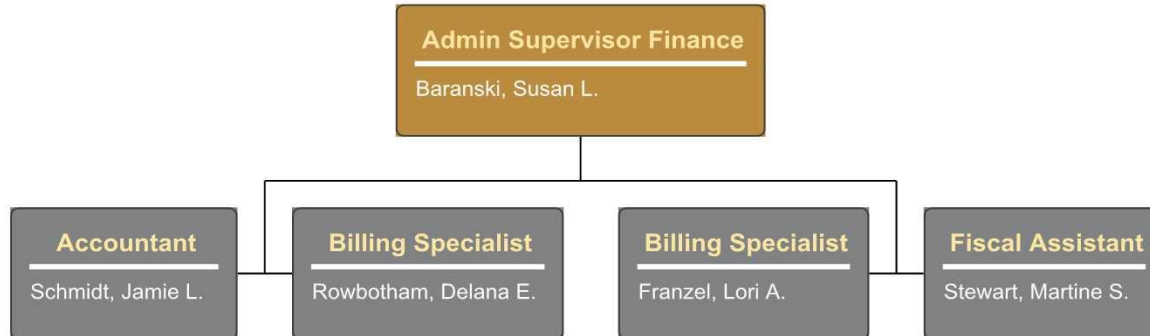 Admin Supervisor Finance
Baranski, Susan L.
Accountant
Schmidt, Jamie L.
Billing Specialist
Rowbotham, Delana E.
Billing Specialist
Franzel, Lori A.
Fiscal Assistant
Stewart, Martine S.